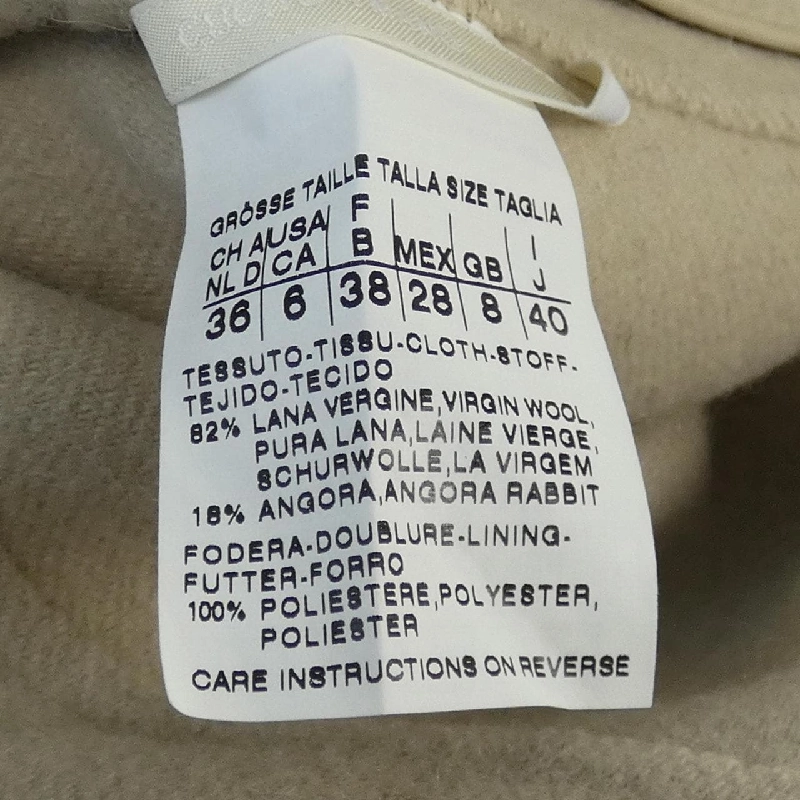 GRÖSSE TAILLE TALLA SIZE TAGLIA
CH A USA F I
NL D CA B MEX GB J
36 6 38 28 8 40
TESSUTO-TISSU-CLOTH-STOFF-
TEJIDO-TECIDO
82% LANA VERGINE,VIRGIN WOOL,
PURA LANA,LAINE VIERGE,
SCHURWOLLE,LA VIRGEM
18% ANGORA,ANGORA RABBIT
FODERA-DOUBLURE-LINING-
FUTTER-FORRO
100% POLIESTERE,POLYESTER,
POLIESTER
CARE INSTRUCTIONS ON REVERSE